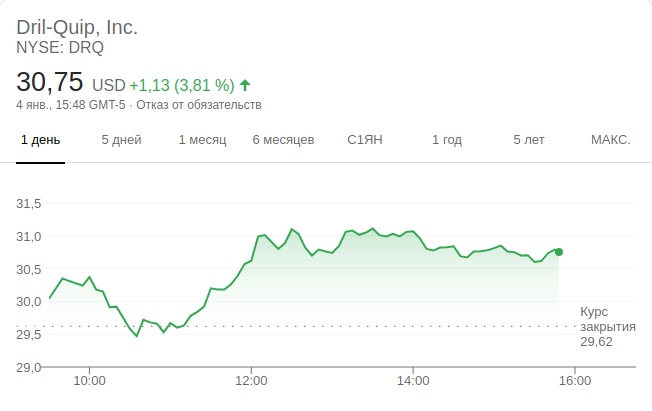 Dril-Quip, Inc.
NYSE: DRQ
30,75 USD +1,13 (3,81 %)
4 янв., 15:48 GMT-5 · Отказ от обязательств
1 день 5 дней 1 месяц 6 месяцев С1ЯН 1 год 5 лет МАКС.
31,5
31,0
30,5
30,0
29,5
29,0
Курс
закрытия
29,62
10:00 12:00 14:00 16:00